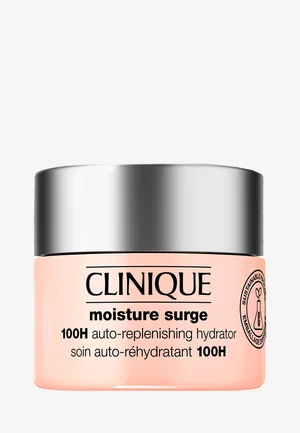 CLINIQUE
moisture surge
100H auto-replenishing hydrator
soin auto-réhydratant 100H